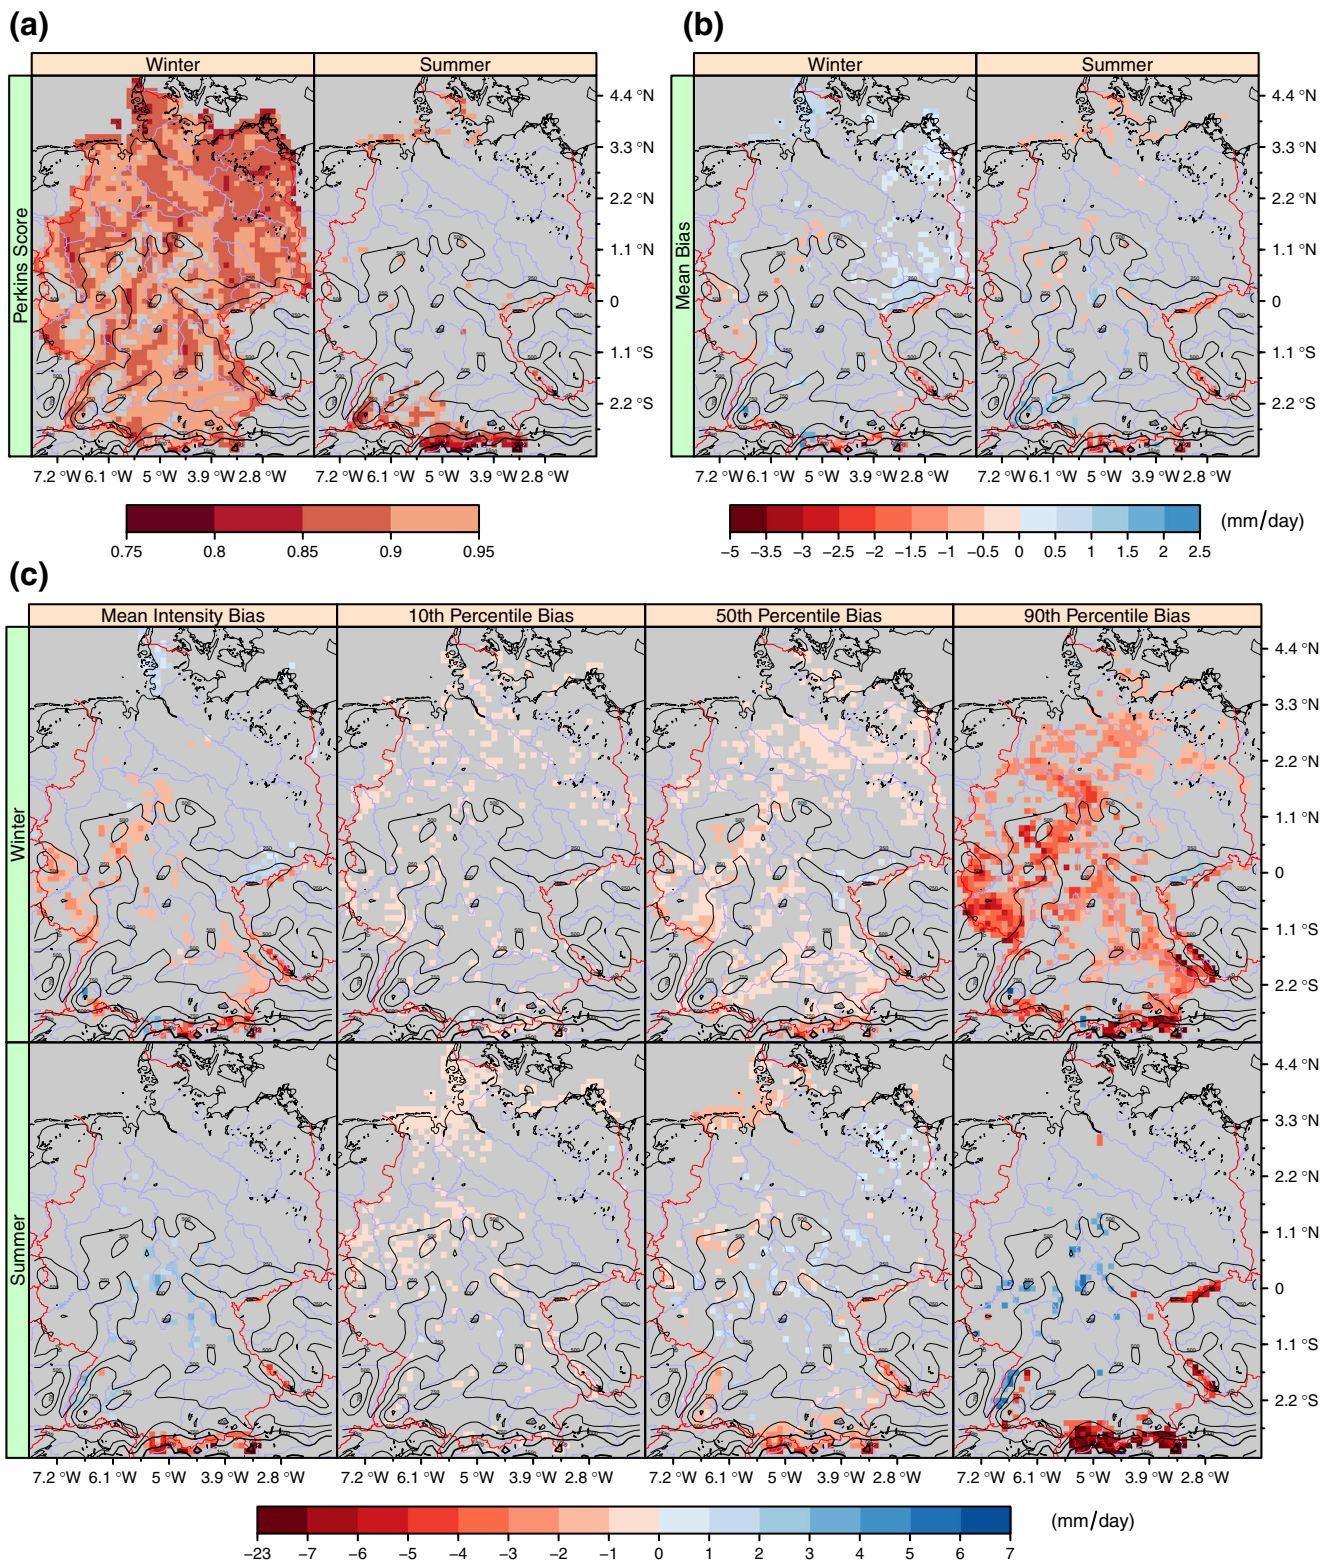 (a)
(b)
Winter
Summer
Winter
Summer
Perkins Score
Mean Bias
4.4 °N
3.3 °N
2.2 °N
1.1 °N
0
1.1 °S
2.2 °S
4.4 °N
3.3 °N
2.2 °N
1.1 °N
0
1.1 °S
2.2 °S
7.2 °W 6.1 °W 5 °W 3.9 °W 2.8 °W
7.2 °W 6.1 °W 5 °W 3.9 °W 2.8 °W
7.2 °W 6.1 °W 5 °W 3.9 °W 2.8 °W
7.2 °W 6.1 °W 5 °W 3.9 °W 2.8 °W
0.75 0.8 0.85 0.9 0.95
−5 −3.5 −3 −2.5 −2 −1.5 −1 −0.5 0 0.5 1 1.5 2 2.5
(mm/day)
(c)
Mean Intensity Bias
10th Percentile Bias
50th Percentile Bias
90th Percentile Bias
Winter
4.4 °N
3.3 °N
2.2 °N
1.1 °N
0
1.1 °S
2.2 °S
Summer
4.4 °N
3.3 °N
2.2 °N
1.1 °N
0
1.1 °S
2.2 °S
7.2 °W 6.1 °W 5 °W 3.9 °W 2.8 °W
7.2 °W 6.1 °W 5 °W 3.9 °W 2.8 °W
7.2 °W 6.1 °W 5 °W 3.9 °W 2.8 °W
7.2 °W 6.1 °W 5 °W 3.9 °W 2.8 °W
−23 −7 −6 −5 −4 −3 −2 −1 0 1 2 3 4 5 6 7
(mm/day)